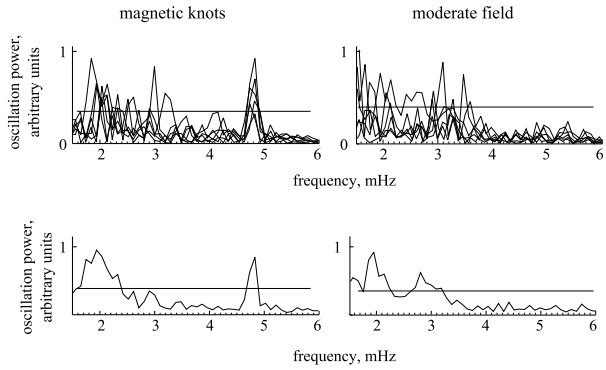 magnetic knots
moderate field
oscillation power,
arbitrary units
1
0
2 3 4 5 6
1
0
2 3 4 5 6
frequency, mHz
oscillation power,
arbitrary units
1
2 3 4 5 6
1
2 3 4 5 6
frequency, mHz